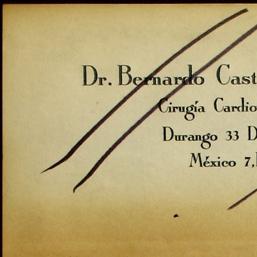 Dr. Bernardo Cast
Cirugía Cardio
Durango 33 D
México 7,